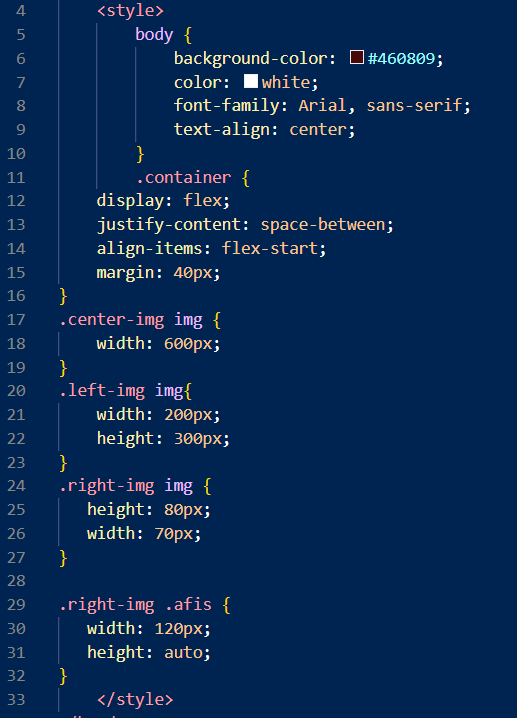 4 <style>
5 body {
6 background-color: #460809;
7 color: white;
8 font-family: Arial, sans-serif;
9 text-align: center;
10 }
11 .container {
12 display: flex;
13 justify-content: space-between;
14 align-items: flex-start;
15 margin: 40px;
16 }
17 .center-img img {
18 width: 600px;
19 }
20 .left-img img{
21 width: 200px;
22 height: 300px;
23 }
24 .right-img img {
25 height: 80px;
26 width: 70px;
27 }
28
29 .right-img .afis {
30 width: 120px;
31 height: auto;
32 }
33 </style>